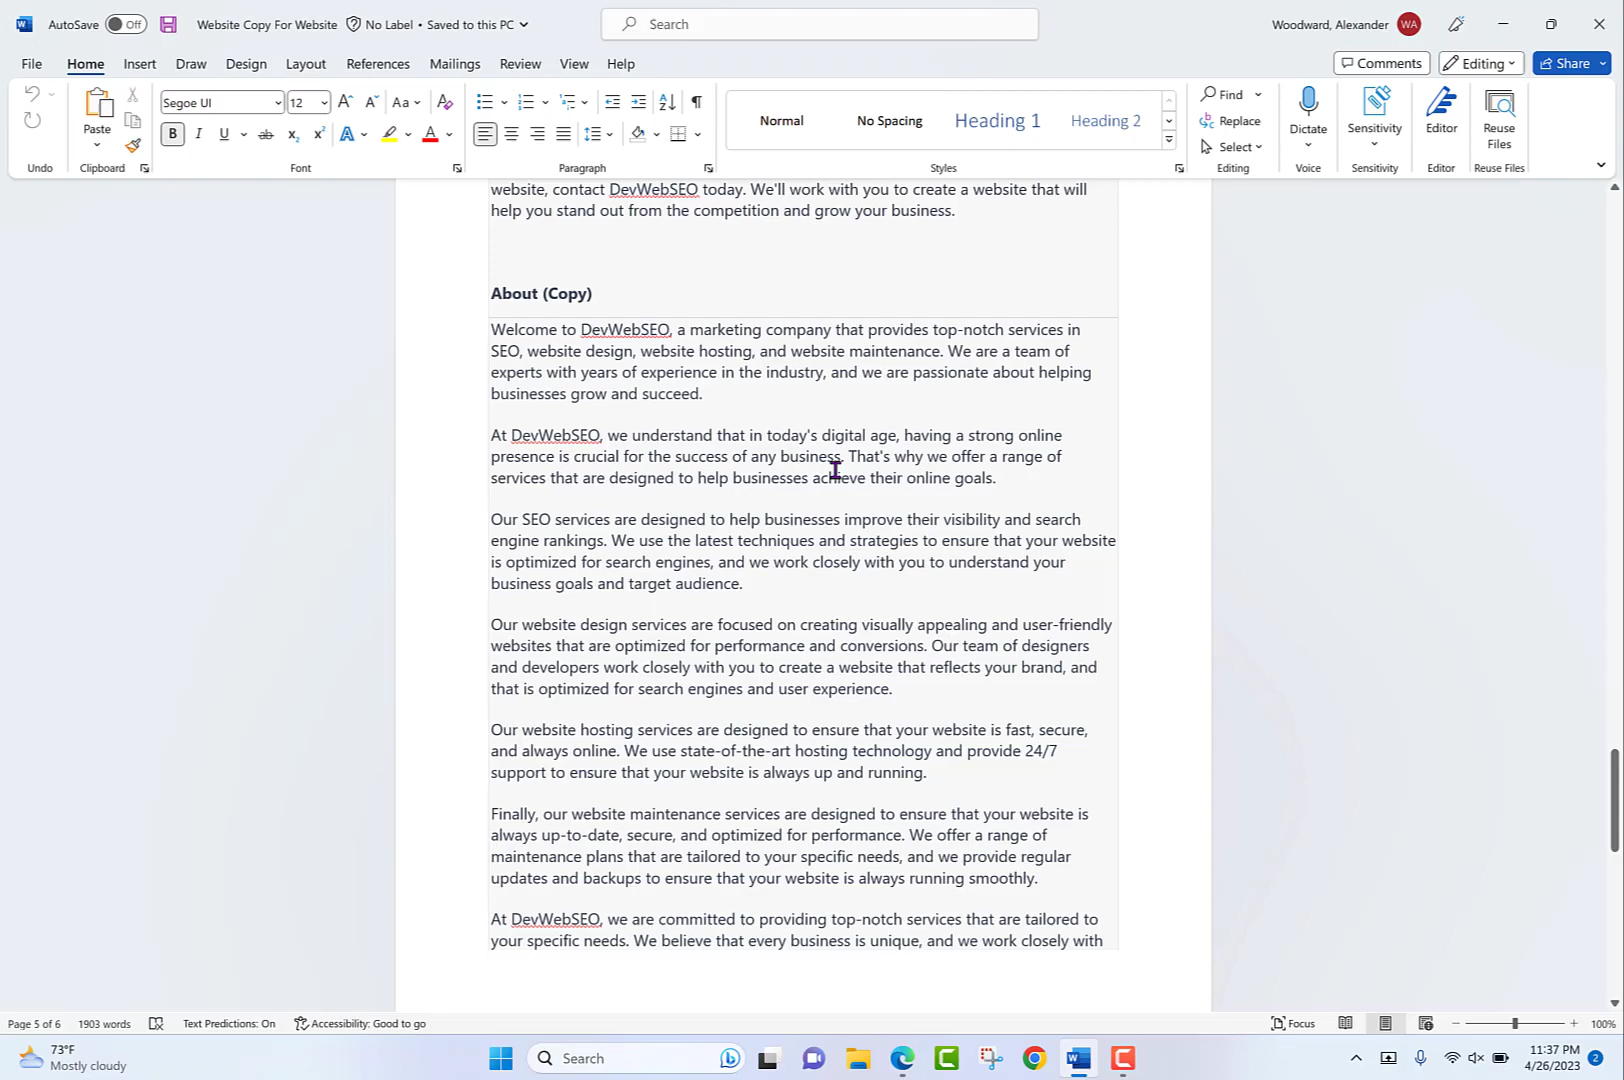 AutoSave Off Website Copy For Website No Label • Saved to this PC Search Woodward, Alexander WA
File Home Insert Draw Design Layout References Mailings Review View Help Comments Editing Share
Segoe UI 12 Aa
Paste
B I U ab x₂ x² A A
Normal No Spacing Heading 1 Heading 2
Find
Replace
Select
Dictate Sensitivity Editor Reuse Files
Undo Clipboard Font Paragraph Styles Editing Voice Sensitivity Editor Reuse Files
website, contact DevWebSEO today. We'll work with you to create a website that will
help you stand out from the competition and grow your business.
About (Copy)
Welcome to DevWebSEO, a marketing company that provides top-notch services in
SEO, website design, website hosting, and website maintenance. We are a team of
experts with years of experience in the industry, and we are passionate about helping
businesses grow and succeed.
At DevWebSEO, we understand that in today's digital age, having a strong online
presence is crucial for the success of any business. That's why we offer a range of
services that are designed to help businesses achieve their online goals.
Our SEO services are designed to help businesses improve their visibility and search
engine rankings. We use the latest techniques and strategies to ensure that your website
is optimized for search engines, and we work closely with you to understand your
business goals and target audience.
Our website design services are focused on creating visually appealing and user-friendly
websites that are optimized for performance and conversions. Our team of designers
and developers work closely with you to create a website that reflects your brand, and
that is optimized for search engines and user experience.
Our website hosting services are designed to ensure that your website is fast, secure,
and always online. We use state-of-the-art hosting technology and provide 24/7
support to ensure that your website is always up and running.
Finally, our website maintenance services are designed to ensure that your website is
always up-to-date, secure, and optimized for performance. We offer a range of
maintenance plans that are tailored to your specific needs, and we provide regular
updates and backups to ensure that your website is always running smoothly.
At DevWebSEO, we are committed to providing top-notch services that are tailored to
your specific needs. We believe that every business is unique, and we work closely with
Page 5 of 6 1903 words Text Predictions: On Accessibility: Good to go Focus 100%
73°F
Mostly cloudy
Search
11:37 PM
4/26/2023
2